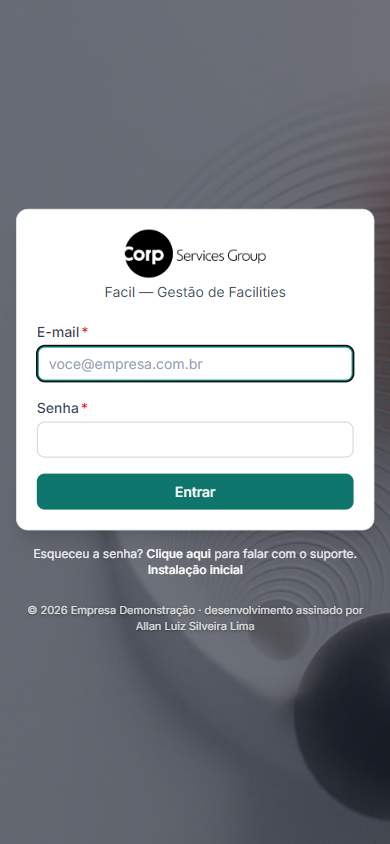 Corp Services Group
Facil — Gestão de Facilities
E-mail *
voce@empresa.com.br
Senha *
Entrar
Esqueceu a senha? Clique aqui para falar com o suporte.
Instalação inicial
© 2026 Empresa Demonstração · desenvolvimento assinado por
Allan Luiz Silveira Lima